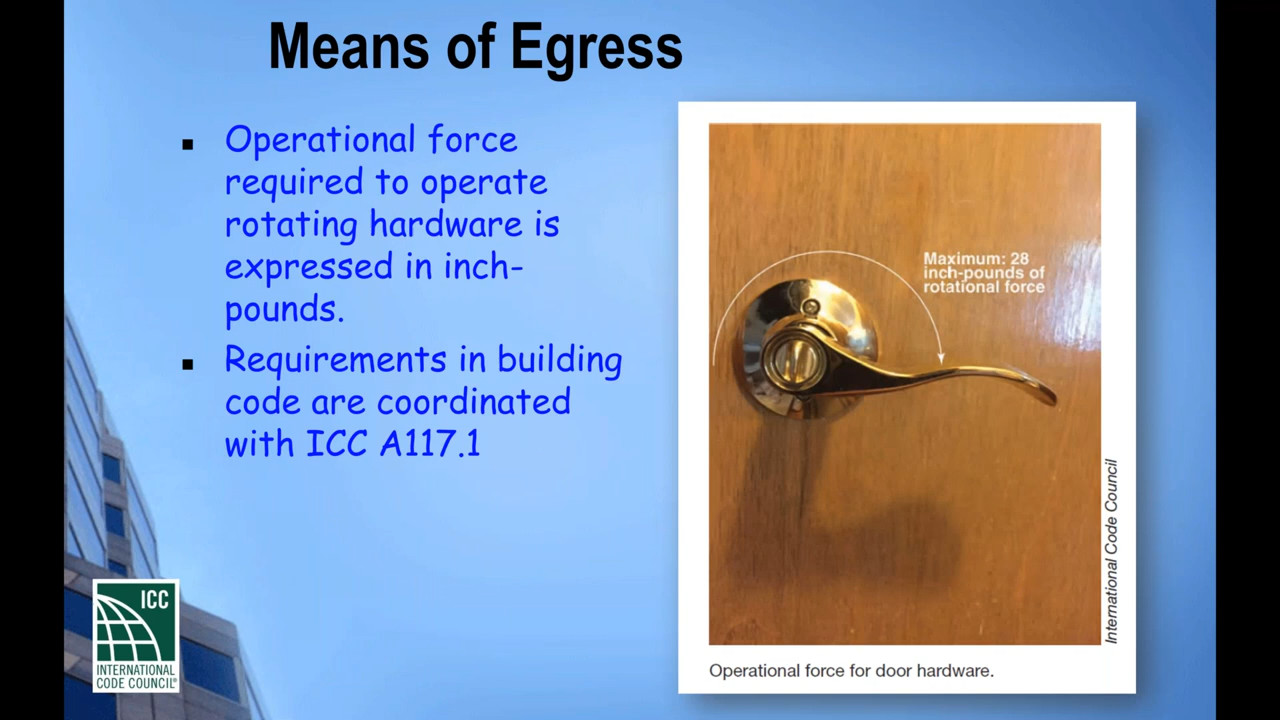 Means of Egress
▪ Operational force
required to operate
rotating hardware is
expressed in inch-
pounds.
▪ Requirements in building
code are coordinated
with ICC A117.1
Maximum: 28
inch-pounds of
rotational force
International Code Council
Operational force for door hardware.
ICC
INTERNATIONAL
CODE COUNCIL®